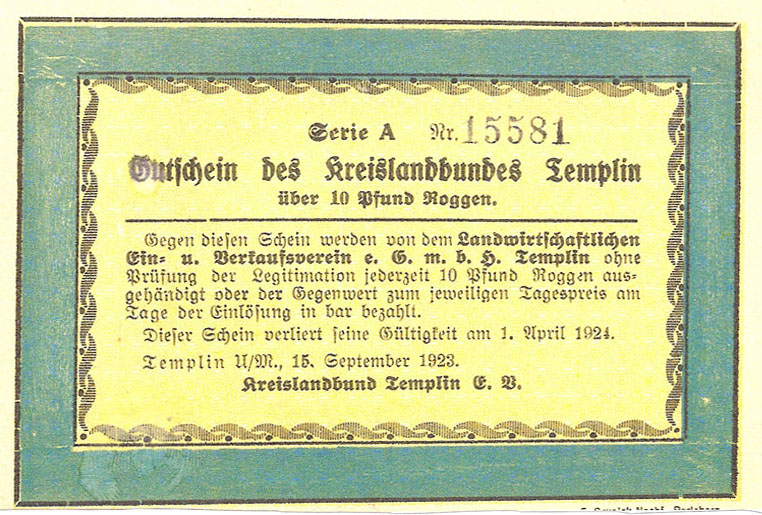 Serie A Nr. 15581
Gutschein des Kreislandbundes Templin
über 10 Pfund Roggen.
Gegen diesen Schein werden von dem Landwirtschaftlichen
Ein- u. Verkaufsverein e. G. m. b. H. Templin ohne
Prüfung der Legitimation jederzeit 10 Pfund Roggen aus-
gehändigt oder der Gegenwert zum jeweiligen Tagespreis am
Tage der Einlösung in bar bezahlt.
Dieser Schein verliert seine Gültigkeit am 1. April 1924.
Templin U/M., 15. September 1923.
Kreislandbund Templin E. V.